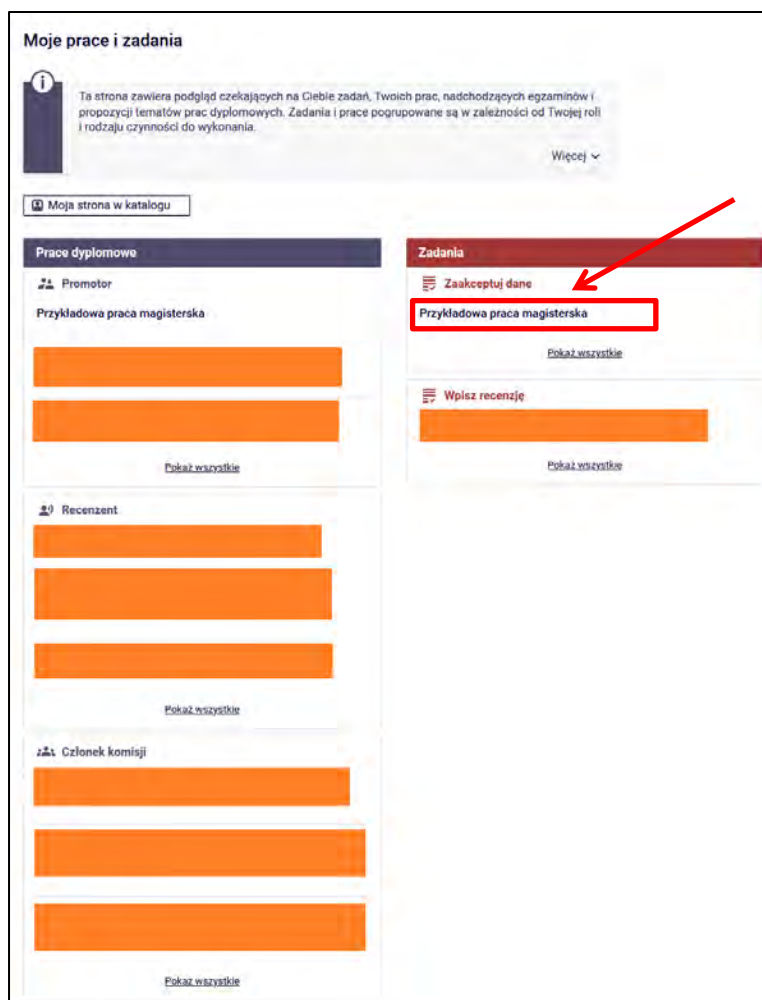 Moje prace i zadania
Ta strona zawiera podgląd czekających na Ciebie zadań, Twoich prac, nadchodzących egzaminów i
propozycji tematów prac dyplomowych. Zadania i prace pogrupowane są w zależności od Twojej roli
i rodzaju czynności do wykonania.
Więcej
Moja strona w katalogu
Prace dyplomowe
Promotor
Przykładowa praca magisterska
Pokaż wszystkie
Recenzent
Pokaż wszystkie
Członek komisji
Pokaż wszystkie
Zadania
Zaakceptuj dane
Przykładowa praca magisterska
Pokaż wszystkie
Wpisz recenzję
Pokaż wszystkie